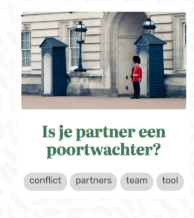 Is je partner een
poortwachter?
conflict partners team tool